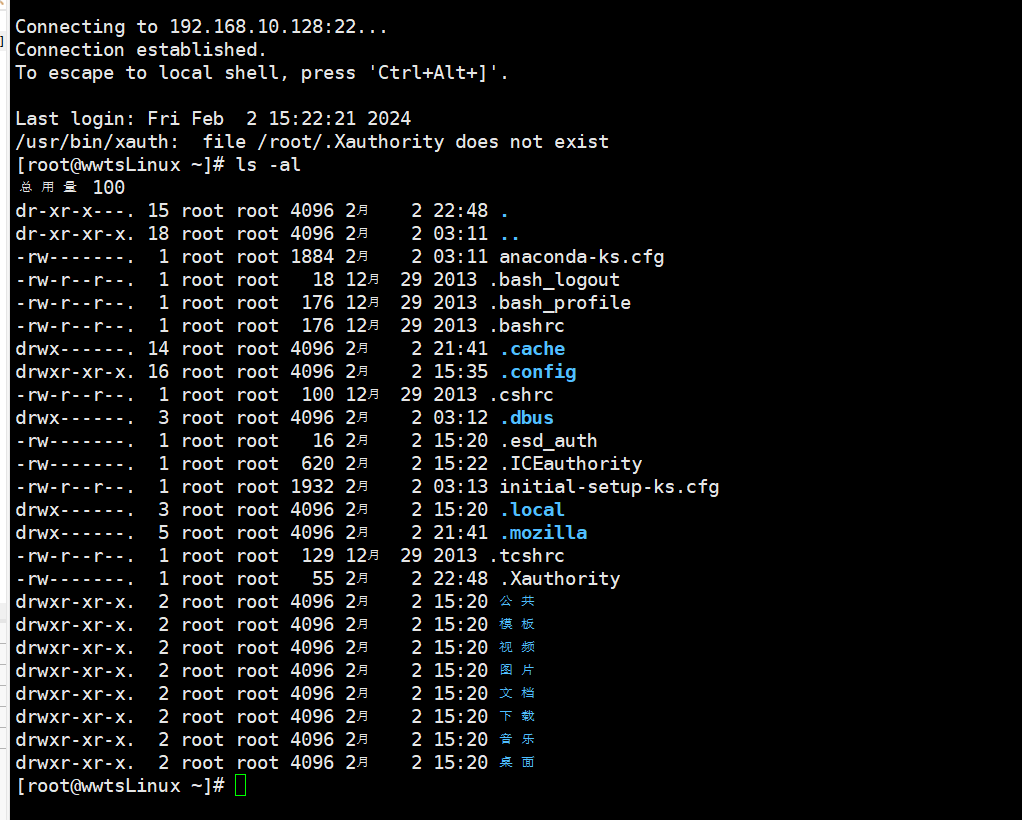 Connecting to 192.168.10.128:22...
Connection established.
To escape to local shell, press 'Ctrl+Alt+]'.
Last login: Fri Feb  2 15:22:21 2024
/usr/bin/xauth:  file /root/.Xauthority does not exist
[root@wwtsLinux ~]# ls -al
总用量 100
dr-xr-x---. 15 root root 4096 2月    2 22:48 .
dr-xr-xr-x. 18 root root 4096 2月    2 03:11 ..
-rw-------.  1 root root 1884 2月    2 03:11 anaconda-ks.cfg
-rw-r--r--.  1 root root   18 12月  29 2013 .bash_logout
-rw-r--r--.  1 root root  176 12月  29 2013 .bash_profile
-rw-r--r--.  1 root root  176 12月  29 2013 .bashrc
drwx------. 14 root root 4096 2月    2 21:41 .cache
drwxr-xr-x. 16 root root 4096 2月    2 15:35 .config
-rw-r--r--.  1 root root  100 12月  29 2013 .cshrc
drwx------.  3 root root 4096 2月    2 03:12 .dbus
-rw-------.  1 root root   16 2月    2 15:20 .esd_auth
-rw-------.  1 root root  620 2月    2 15:22 .ICEauthority
-rw-r--r--.  1 root root 1932 2月    2 03:13 initial-setup-ks.cfg
drwx------.  3 root root 4096 2月    2 15:20 .local
drwx------.  5 root root 4096 2月    2 21:41 .mozilla
-rw-r--r--.  1 root root  129 12月  29 2013 .tcshrc
-rw-------.  1 root root   55 2月    2 22:48 .Xauthority
drwxr-xr-x.  2 root root 4096 2月    2 15:20 公共
drwxr-xr-x.  2 root root 4096 2月    2 15:20 模板
drwxr-xr-x.  2 root root 4096 2月    2 15:20 视频
drwxr-xr-x.  2 root root 4096 2月    2 15:20 图片
drwxr-xr-x.  2 root root 4096 2月    2 15:20 文档
drwxr-xr-x.  2 root root 4096 2月    2 15:20 下载
drwxr-xr-x.  2 root root 4096 2月    2 15:20 音乐
drwxr-xr-x.  2 root root 4096 2月    2 15:20 桌面
[root@wwtsLinux ~]#